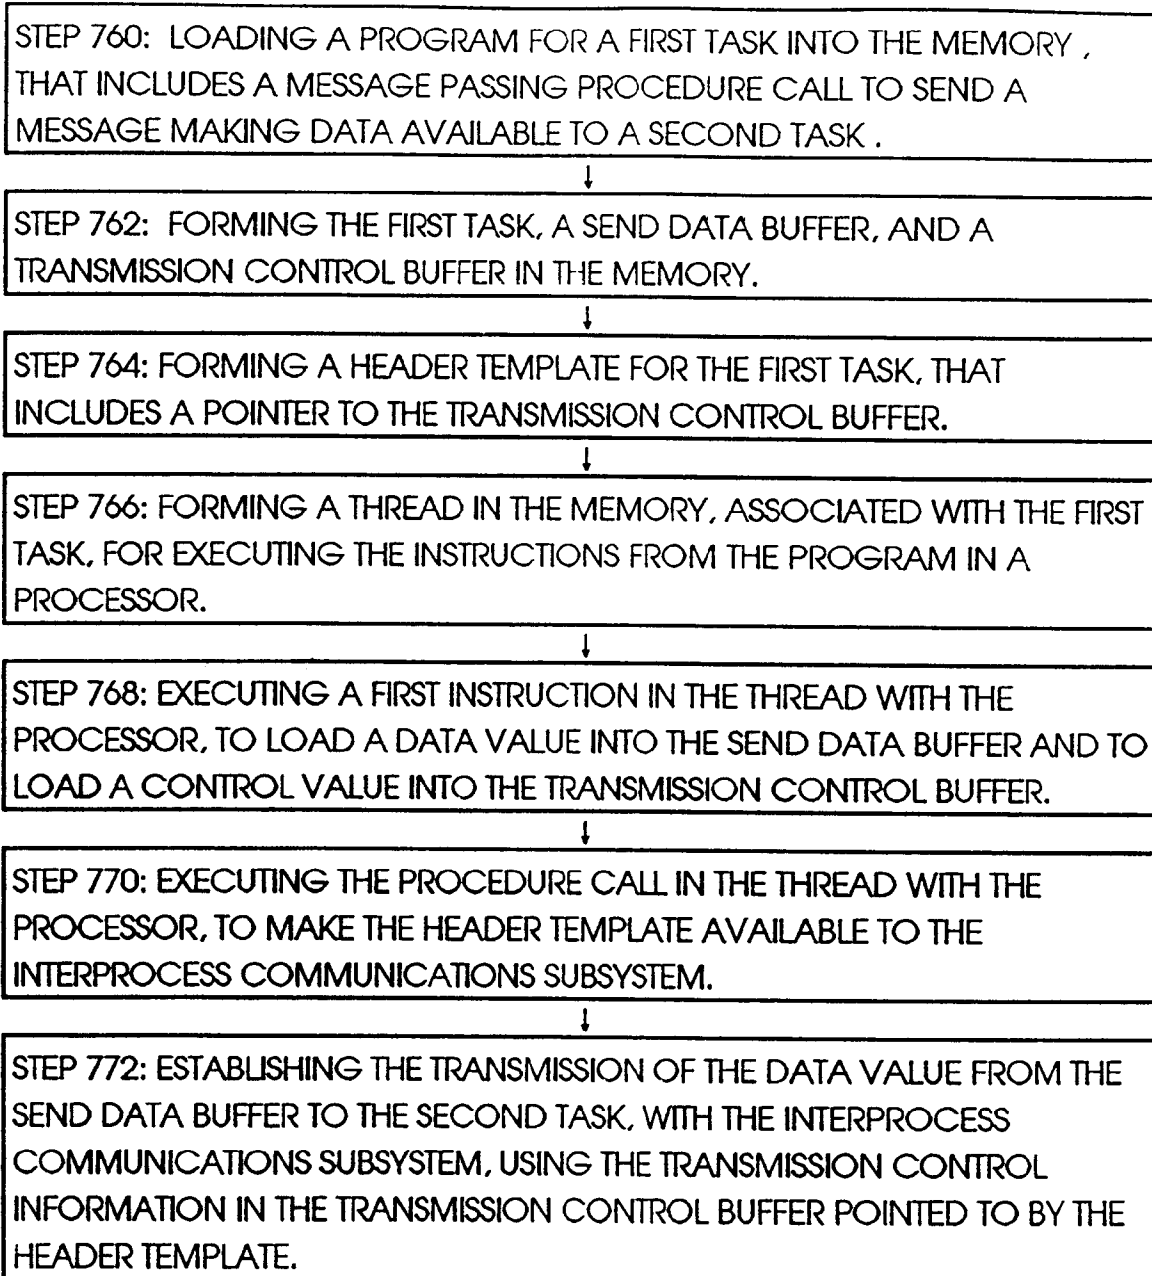 STEP 760: LOADING A PROGRAM FOR A FIRST TASK INTO THE MEMORY ,
THAT INCLUDES A MESSAGE PASSING PROCEDURE CALL TO SEND A
MESSAGE MAKING DATA AVAILABLE TO A SECOND TASK .
STEP 762: FORMING THE FIRST TASK, A SEND DATA BUFFER, AND A
TRANSMISSION CONTROL BUFFER IN THE MEMORY.
STEP 764: FORMING A HEADER TEMPLATE FOR THE FIRST TASK, THAT
INCLUDES A POINTER TO THE TRANSMISSION CONTROL BUFFER.
STEP 766: FORMING A THREAD IN THE MEMORY, ASSOCIATED WITH THE FIRST
TASK, FOR EXECUTING THE INSTRUCTIONS FROM THE PROGRAM IN A
PROCESSOR.
STEP 768: EXECUTING A FIRST INSTRUCTION IN THE THREAD WITH THE
PROCESSOR, TO LOAD A DATA VALUE INTO THE SEND DATA BUFFER AND TO
LOAD A CONTROL VALUE INTO THE TRANSMISSION CONTROL BUFFER.
STEP 770: EXECUTING THE PROCEDURE CALL IN THE THREAD WITH THE
PROCESSOR, TO MAKE THE HEADER TEMPLATE AVAILABLE TO THE
INTERPROCESS COMMUNICATIONS SUBSYSTEM.
STEP 772: ESTABLISHING THE TRANSMISSION OF THE DATA VALUE FROM THE
SEND DATA BUFFER TO THE SECOND TASK, WITH THE INTERPROCESS
COMMUNICATIONS SUBSYSTEM, USING THE TRANSMISSION CONTROL
INFORMATION IN THE TRANSMISSION CONTROL BUFFER POINTED TO BY THE
HEADER TEMPLATE.